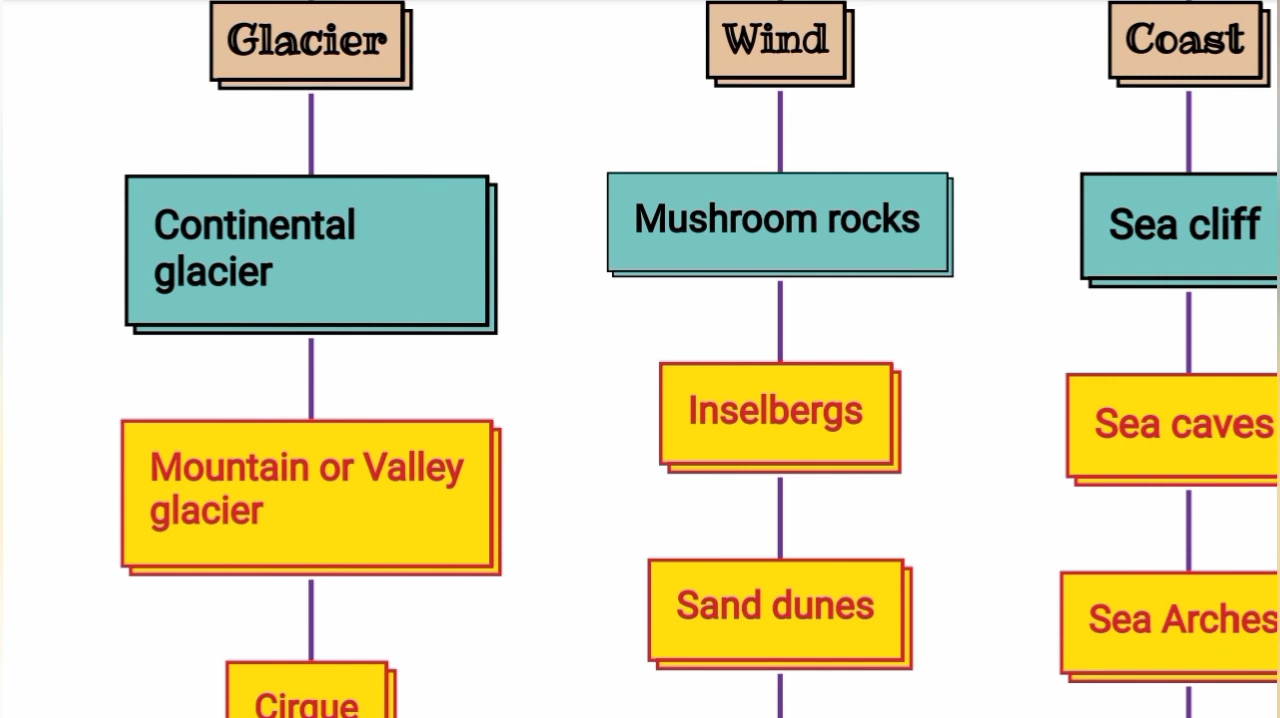 Glacier
Wind
Coast
Continental
glacier
Mushroom rocks
Sea cliff
Mountain or Valley
glacier
Inselbergs
Sea caves
Sand dunes
Sea Arches
Cirque